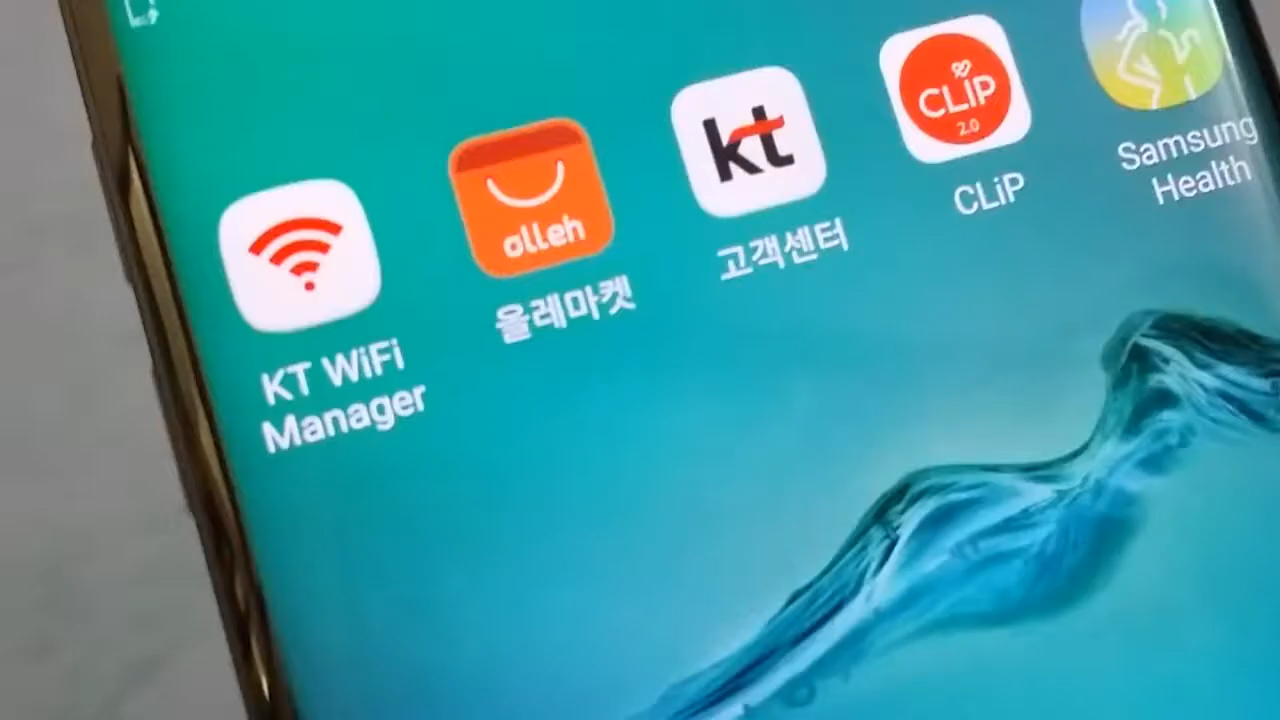 KT WiFi
Manager
olleh
올레마켓
kt
고객센터
CLiP
2.0
CLiP
Samsung
Health